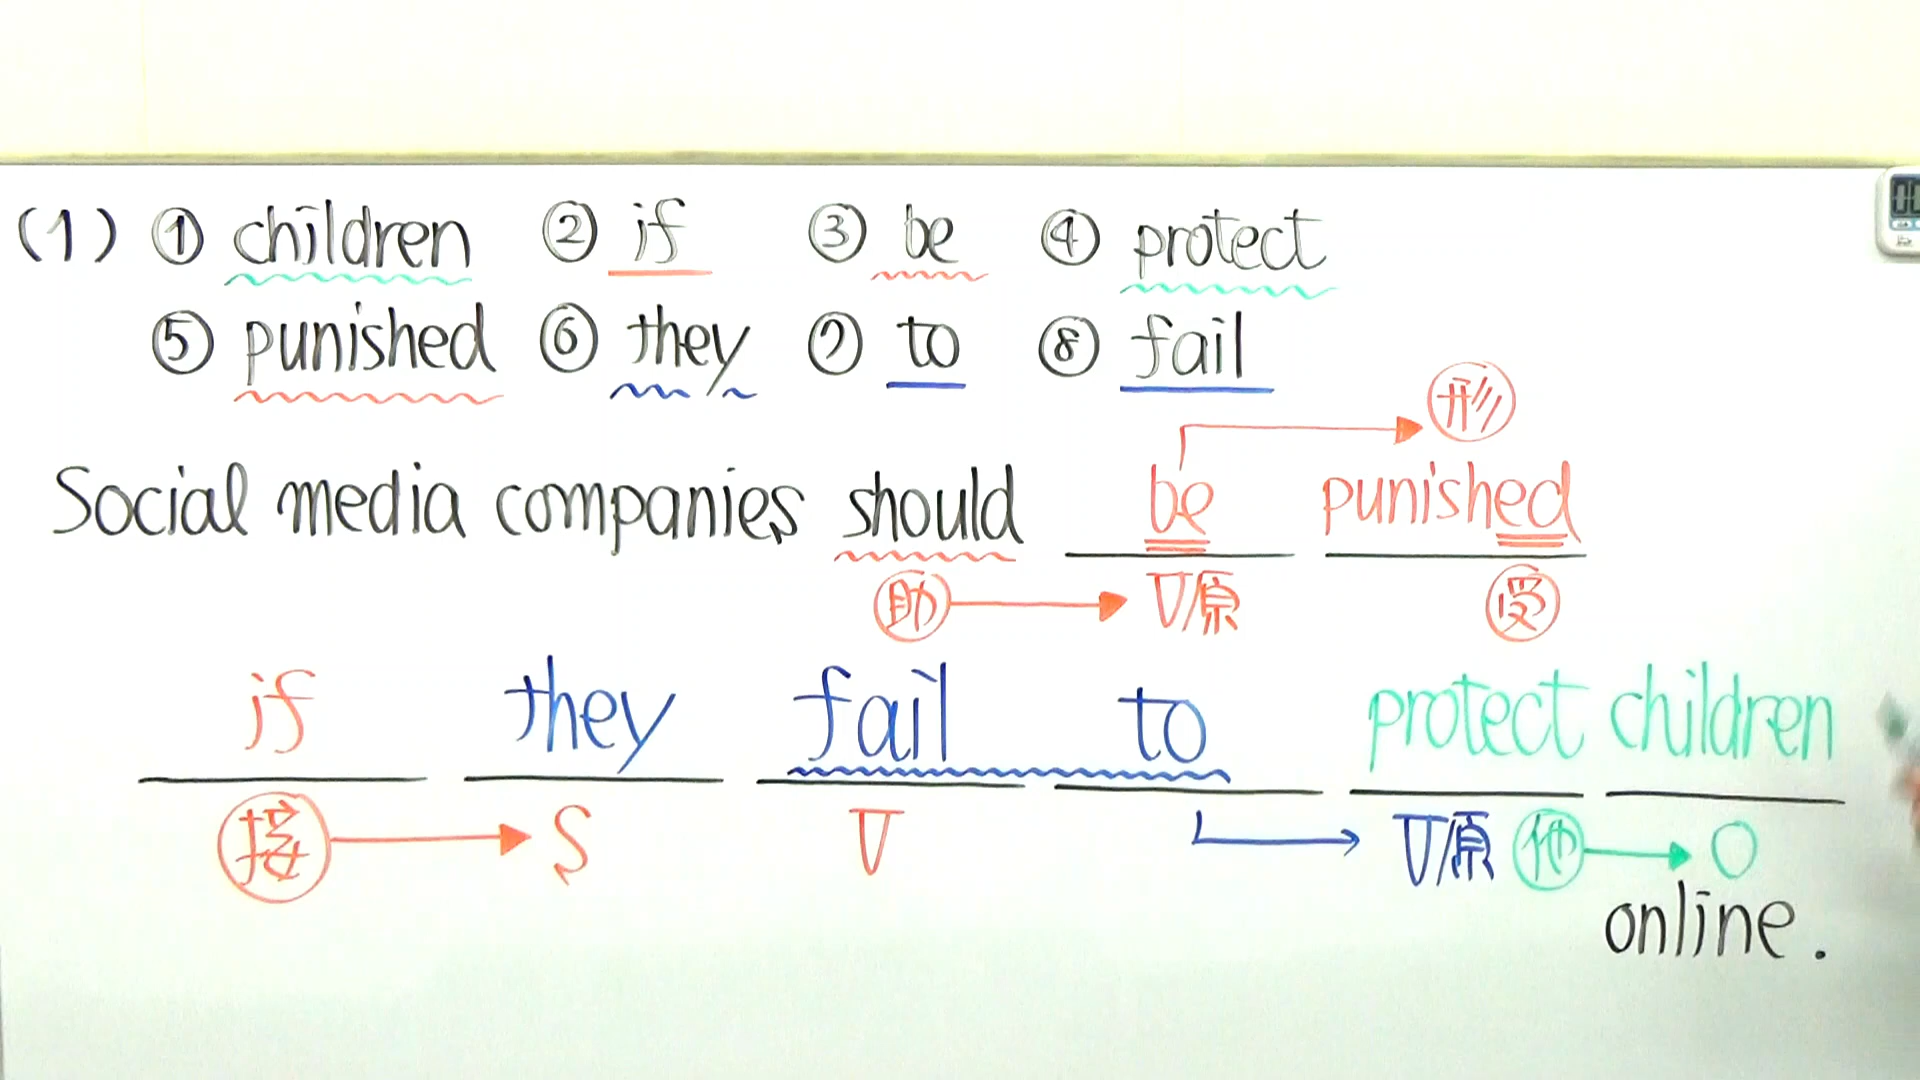 (1) ① children ② if ③ be ④ protect
⑤ punished ⑥ they ⑦ to ⑧ fail
形
Social media companies should be punished
助 V原 受
if they fail to protect children
接 S V V原 他 O
online.